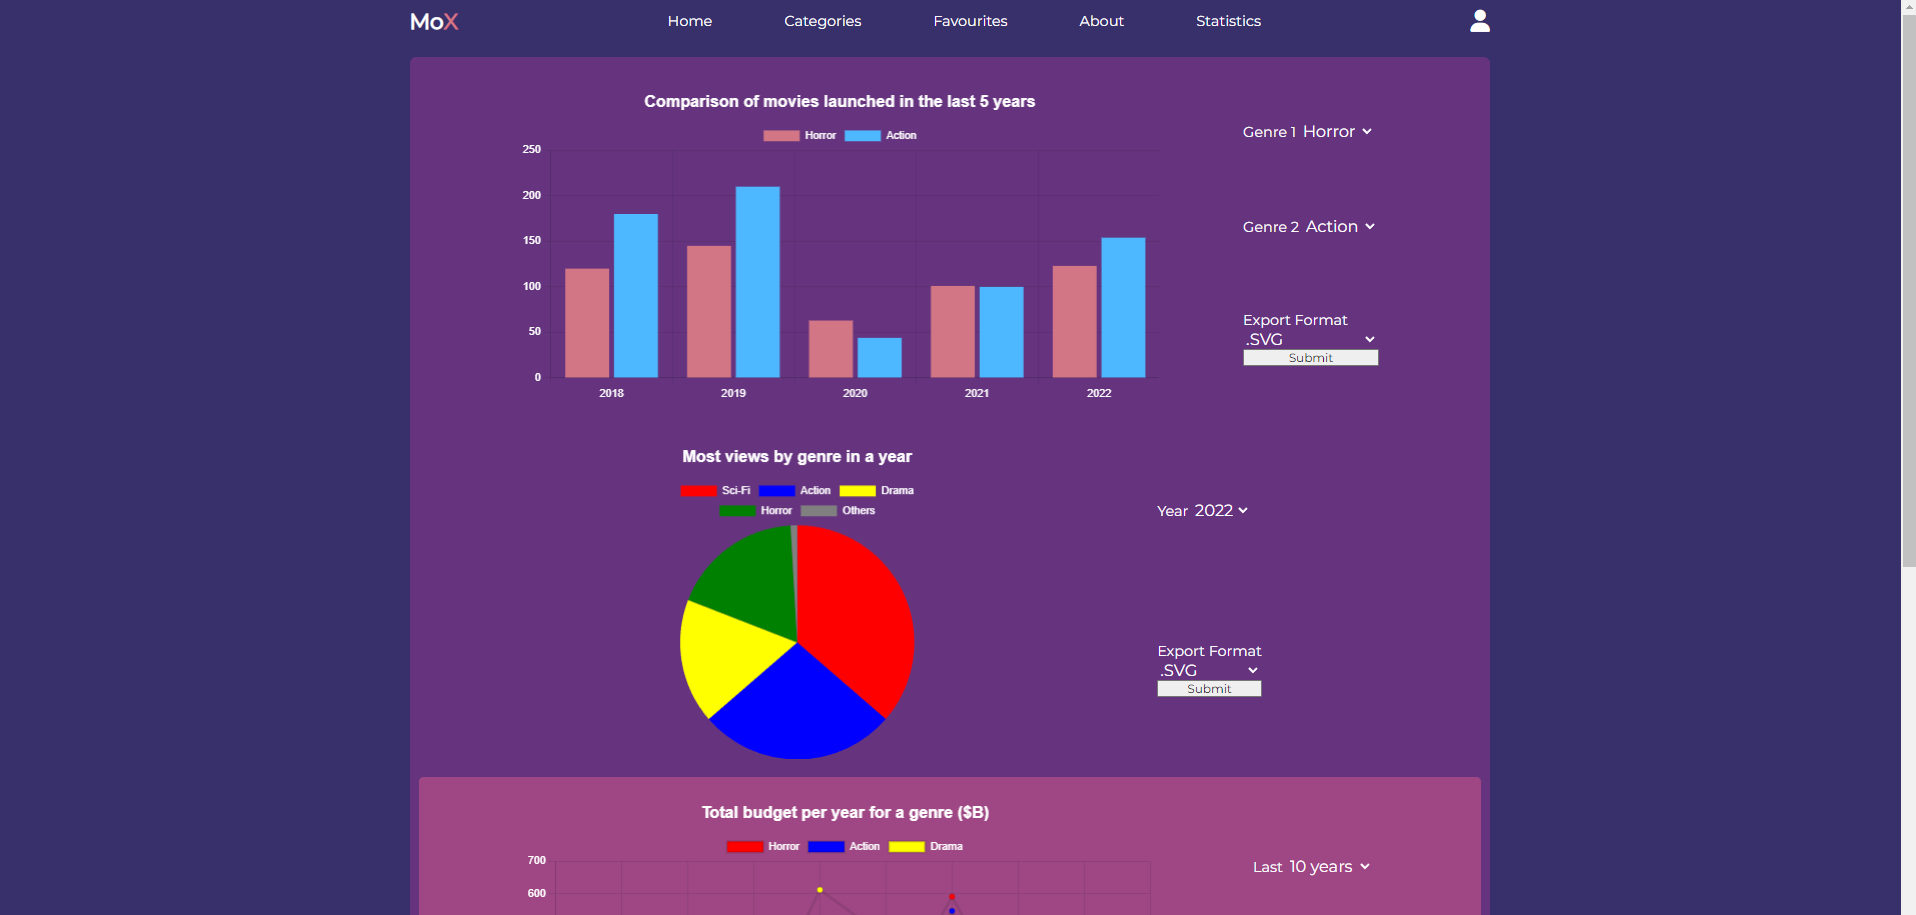 MoX
Home Categories Favourites About Statistics
Comparison of movies launched in the last 5 years
Horror Action
250
200
150
100
50
0
2018 2019 2020 2021 2022
Genre 1 Horror
Genre 2 Action
Export Format
.SVG
Submit
Most views by genre in a year
Sci-Fi Action Drama
Horror Others
Year 2022
Export Format
.SVG
Submit
Total budget per year for a genre ($B)
Horror Action Drama
700
600
Last 10 years